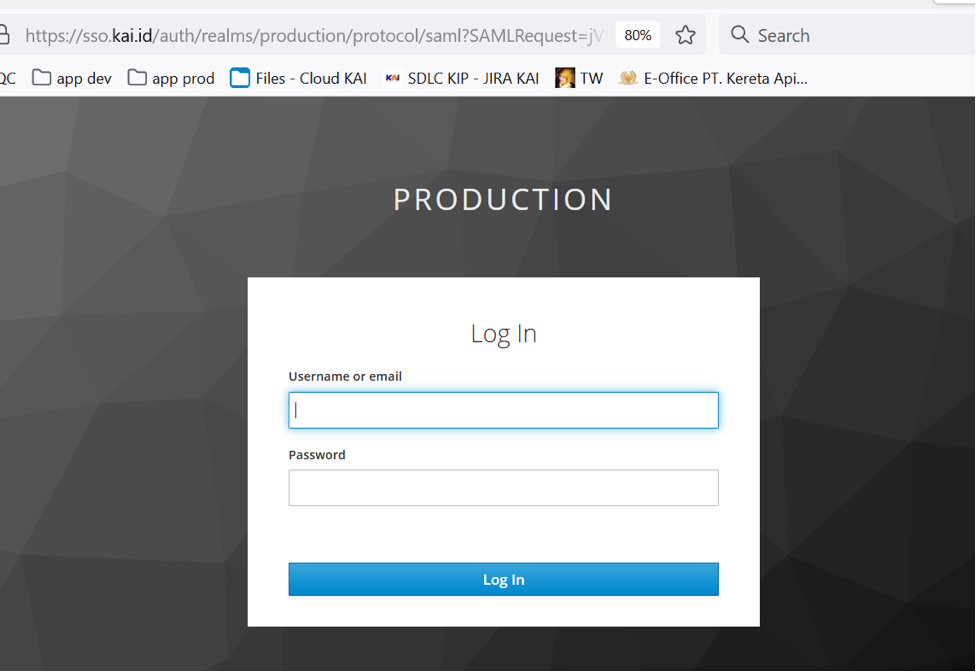 https://sso.kai.id/auth/realms/production/protocol/saml?SAMLRequest=jV 80% Search
QC app dev app prod Files - Cloud KAI KAI SDLC KIP - JIRA KAI TW E-Office PT. Kereta Api...
PRODUCTION
Log In
Username or email
Password
Log In